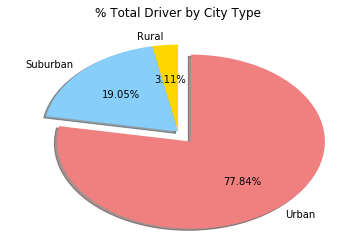 % Total Driver by City Type
Rural
Suburban
3.11%
19.05%
77.84%
Urban